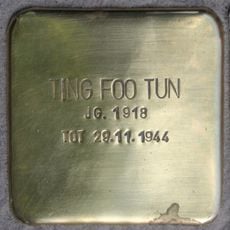 TING FOO TUN
JG. 1918
TOT 29.11.1944